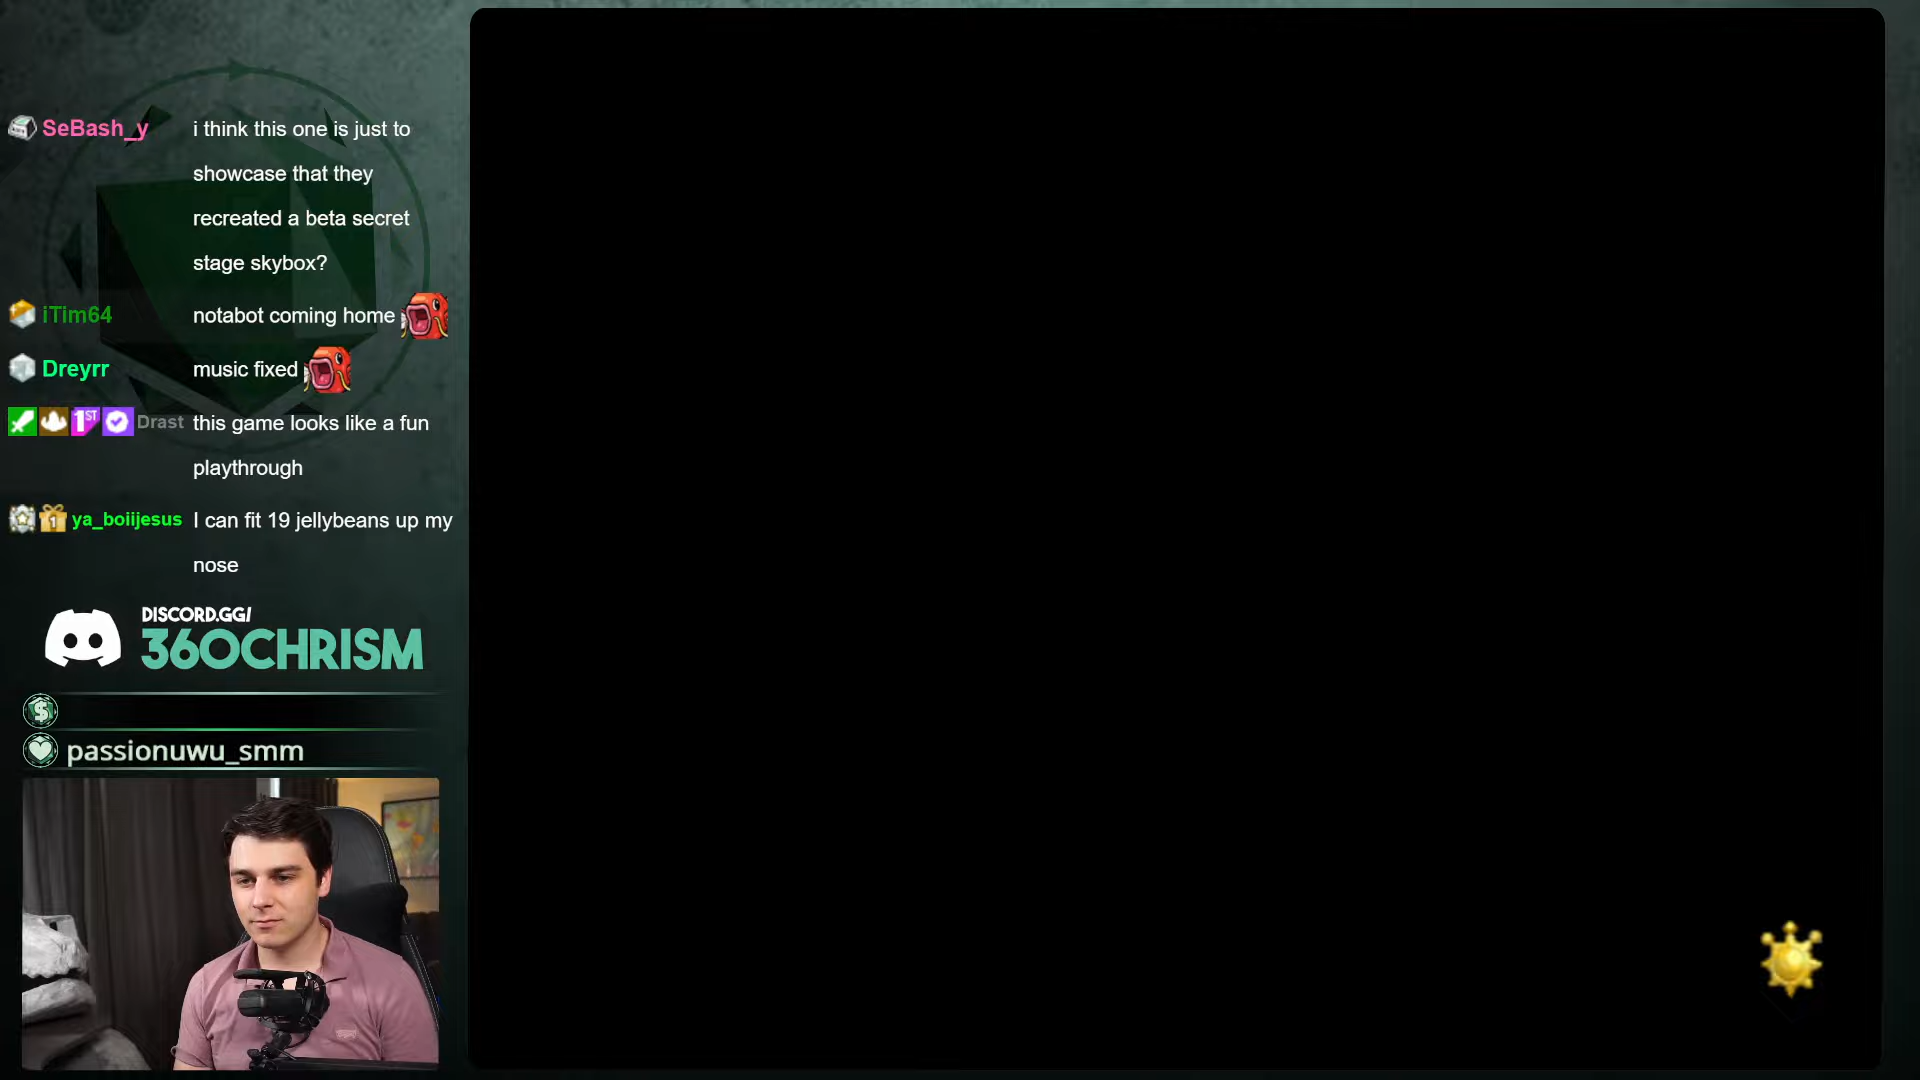 SeBash_y i think this one is just to
showcase that they
recreated a beta secret
stage skybox?
iTim64 notabot coming home
Dreyrr music fixed
1ST Drast this game looks like a fun
playthrough
1 ya_boiijesus I can fit 19 jellybeans up my
nose
DISCORD.GG/
360CHRISM
$
passionuwu_smm